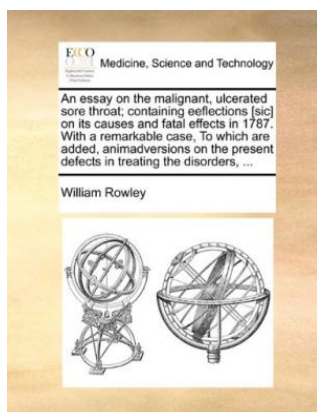 ECCO
Medicine, Science and Technology
An essay on the malignant, ulcerated
sore throat; containing eeflections [sic]
on its causes and fatal effects in 1787.
With a remarkable case, To which are
added, animadversions on the present
defects in treating the disorders, ...
William Rowley